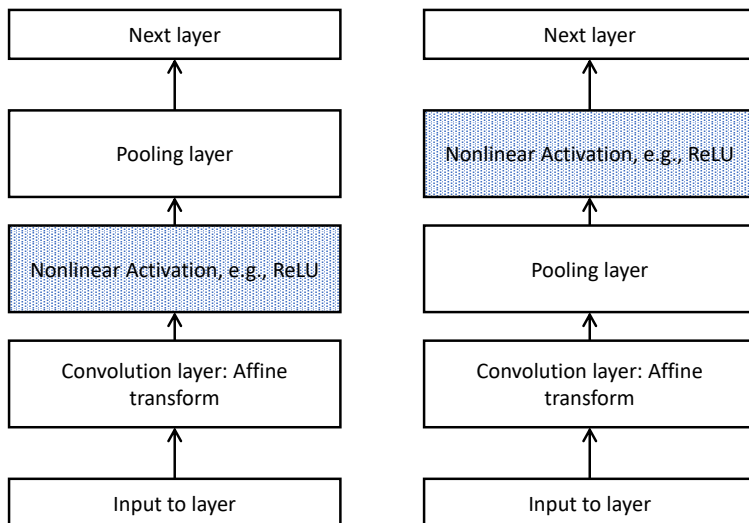 Next layer
Pooling layer
Nonlinear Activation, e.g., ReLU
Convolution layer: Affine
transform
Input to layer
Next layer
Nonlinear Activation, e.g., ReLU
Pooling layer
Convolution layer: Affine
transform
Input to layer